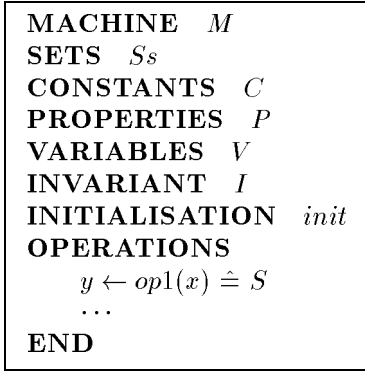 MACHINE M
SETS Ss
CONSTANTS C
PROPERTIES P
VARIABLES V
INVARIANT I
INITIALISATION init
OPERATIONS
y ← op1(x) ≙ S
...
END